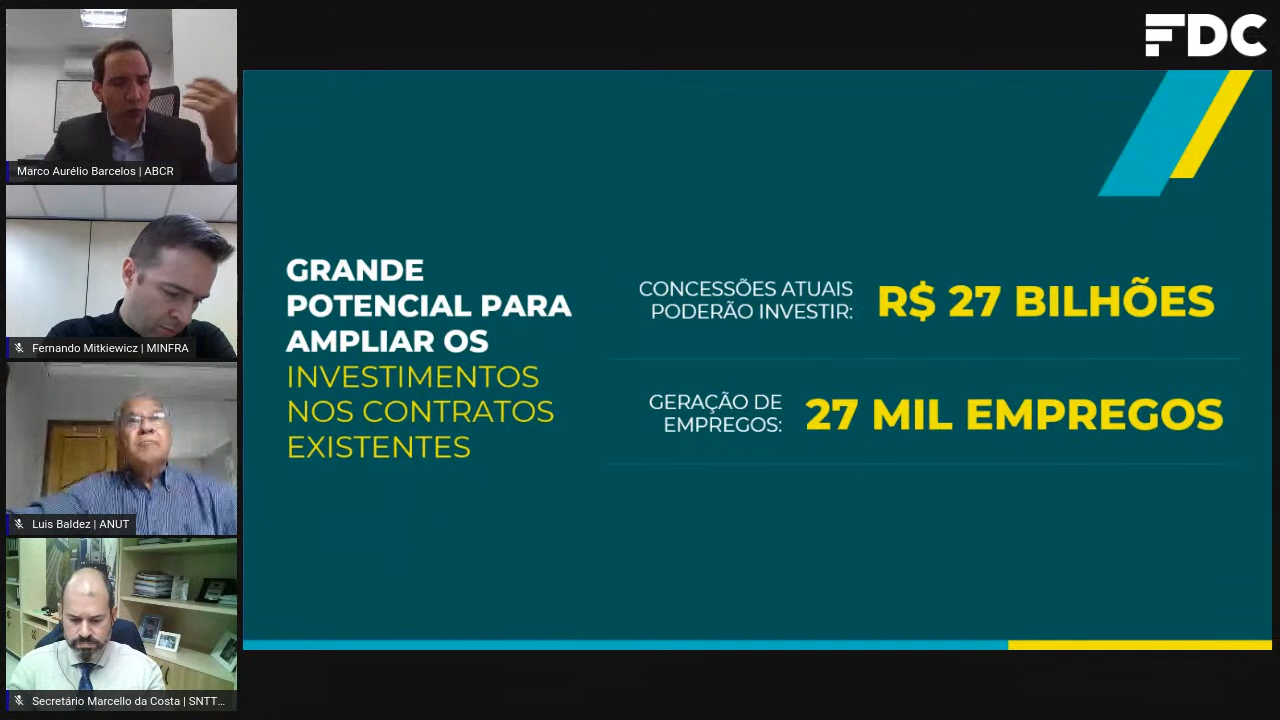 FDC
Marco Aurélio Barcelos | ABCR
Fernando Mitkiewicz | MINFRA
Luis Baldez | ANUT
Secretário Marcello da Costa | SNTT...
GRANDE
POTENCIAL PARA
AMPLIAR OS
INVESTIMENTOS
NOS CONTRATOS
EXISTENTES
CONCESSÕES ATUAIS
PODERÃO INVESTIR:
R$ 27 BILHÕES
GERAÇÃO DE
EMPREGOS:
27 MIL EMPREGOS